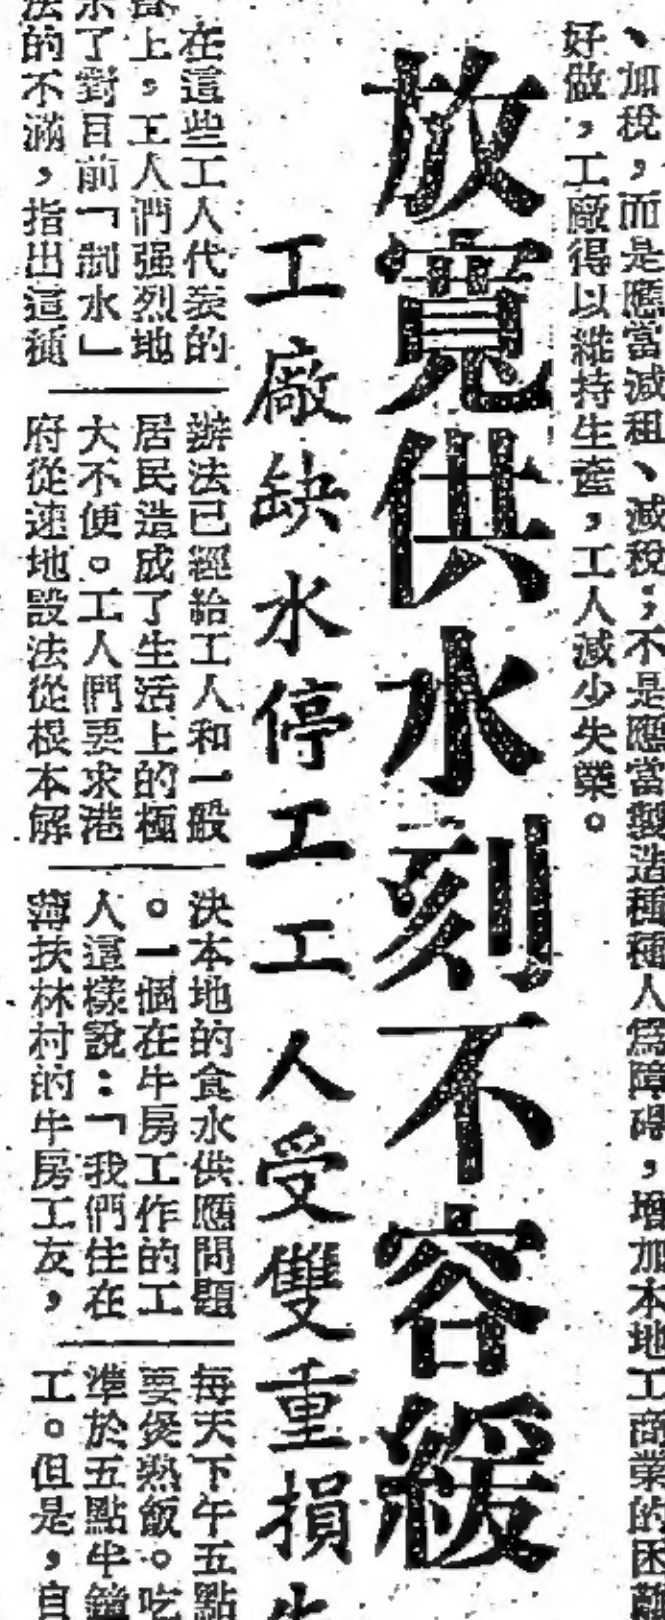 、加稅，而是應當減租、減稅；不是應當製造種種人爲障碍，增加本地工商業的困難
好做，工廠得以維持生產，工人減少失業。
放寬供水刻不容緩
工廠缺水停工工人受雙重損失
在這些工人代表的
會上，工人們强烈地
示了對目前「制水」
法的不滿，指出這種
辦法已經給工人和一般
居民造成了生活上的極
大不便。工人們要求港
府從速地設法從根本解
決本地的食水供應問題
。一個在牛房工作的工
人這樣說：「我們住在
薄扶林村的牛房工友，
每天下午五點
要煲熟飯。吃
準於五點半鐘
工。但是，自